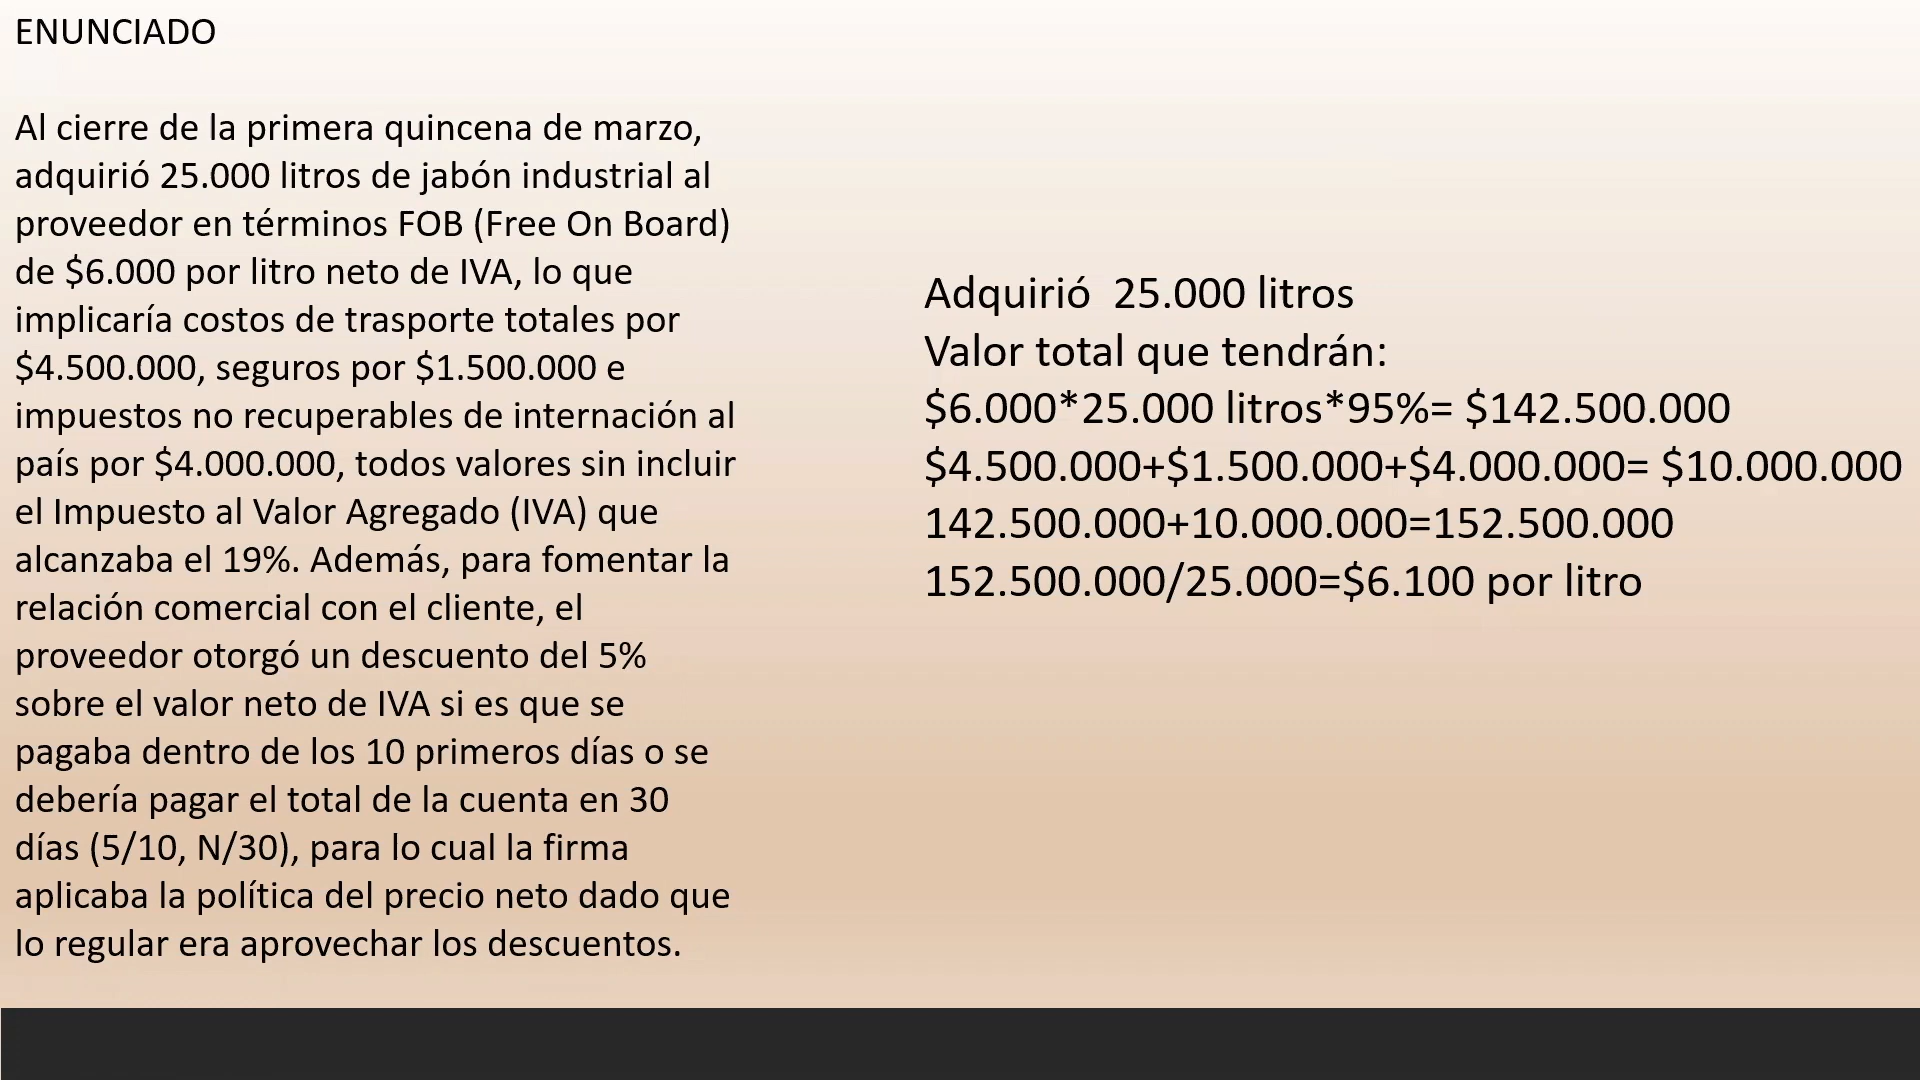 ENUNCIADO
Al cierre de la primera quincena de marzo,
adquirió 25.000 litros de jabón industrial al
proveedor en términos FOB (Free On Board)
de $6.000 por litro neto de IVA, lo que
implicaría costos de trasporte totales por
$4.500.000, seguros por $1.500.000 e
impuestos no recuperables de internación al
país por $4.000.000, todos valores sin incluir
el Impuesto al Valor Agregado (IVA) que
alcanzaba el 19%. Además, para fomentar la
relación comercial con el cliente, el
proveedor otorgó un descuento del 5%
sobre el valor neto de IVA si es que se
pagaba dentro de los 10 primeros días o se
debería pagar el total de la cuenta en 30
días (5/10, N/30), para lo cual la firma
aplicaba la política del precio neto dado que
lo regular era aprovechar los descuentos.
Adquirió 25.000 litros
Valor total que tendrán:
$6.000*25.000 litros*95%= $142.500.000
$4.500.000+$1.500.000+$4.000.000= $10.000.000
142.500.000+10.000.000=152.500.000
152.500.000/25.000=$6.100 por litro